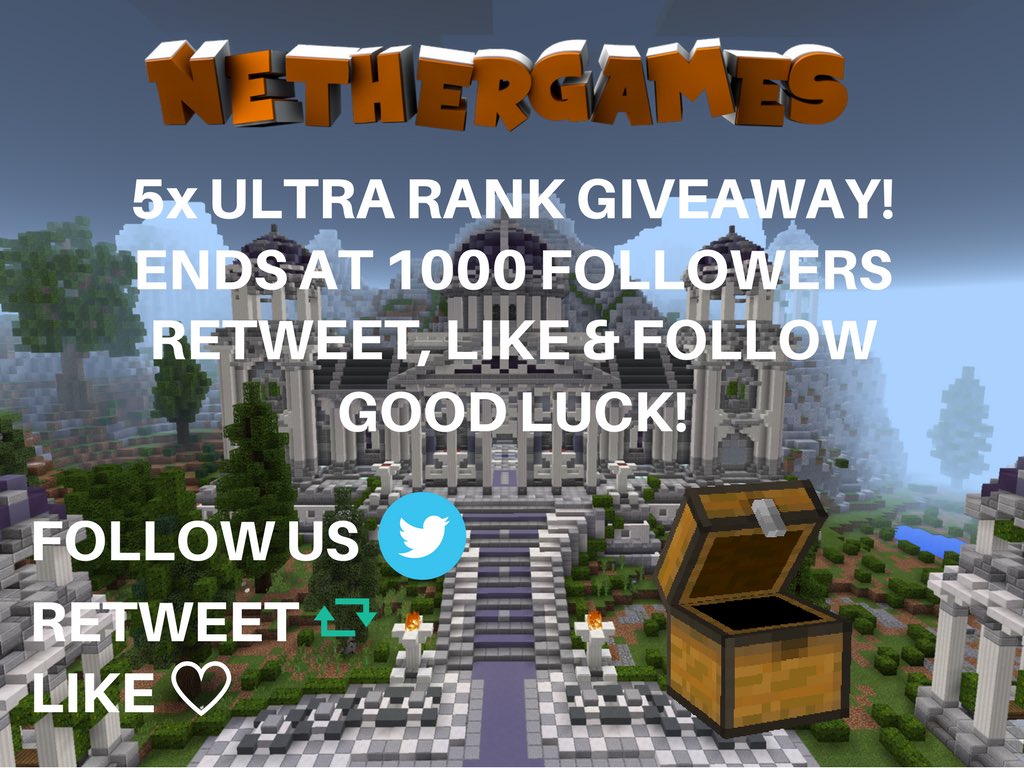 NETHERGAMES
5x ULTRA RANK GIVEAWAY!
ENDS AT 1000 FOLLOWERS
RETWEET, LIKE & FOLLOW
GOOD LUCK!
FOLLOW US
RETWEET
LIKE